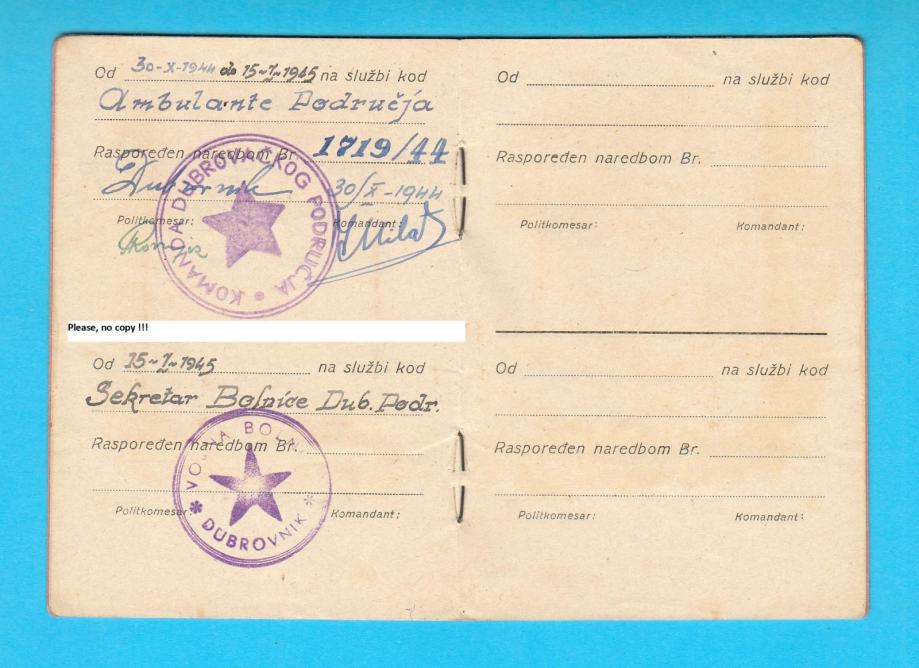 Od 30-X-1944 do 15-I-1945 na službi kod
Ambulante Područja
Raspoređen naredbom Br. 1719/44
Dubrovnik 30/X-1944
Politkomesar: Komandant:
KOMANDA DUBROVAČKOG PODRUČJA
Please, no copy !!!
Od 15-I-1945 na službi kod
Sekretar Bolnice Dub. Podr.
Raspoređen naredbom Br.
VOJNA BOLN
DUBROVNIK
Politkomesar: Komandant:
Od na službi kod
Raspoređen naredbom Br.
Politkomesar: Komandant:
Od na službi kod
Raspoređen naredbom Br.
Politkomesar: Komandant: